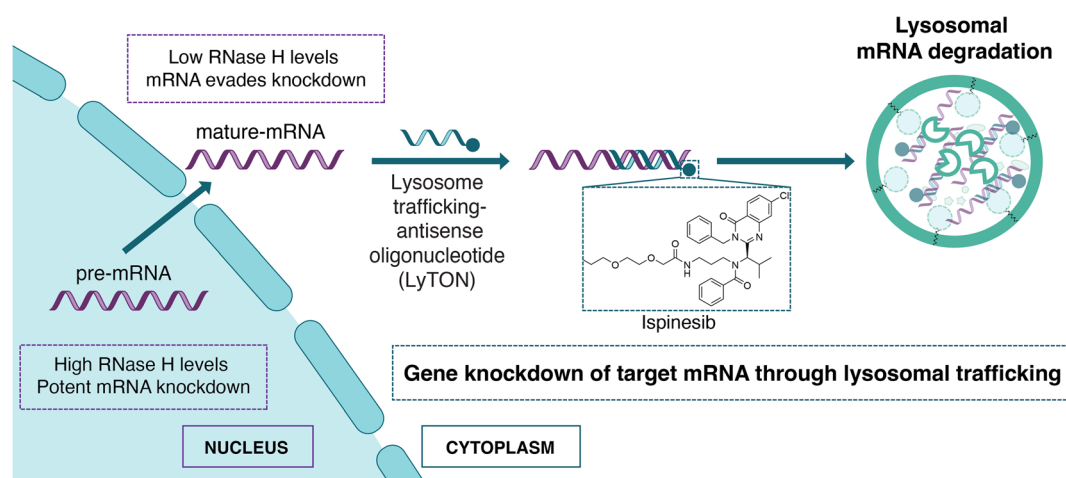 Low RNase H levels
mRNA evades knockdown
mature-mRNA
pre-mRNA
High RNase H levels
Potent mRNA knockdown
NUCLEUS
CYTOPLASM
Lysosome
trafficking-
antisense
oligonucleotide
(LyTON)
Cl
O
N
N
O
O
O
N
H
N
O
Ispinesib
Lysosomal
mRNA degradation
Gene knockdown of target mRNA through lysosomal trafficking